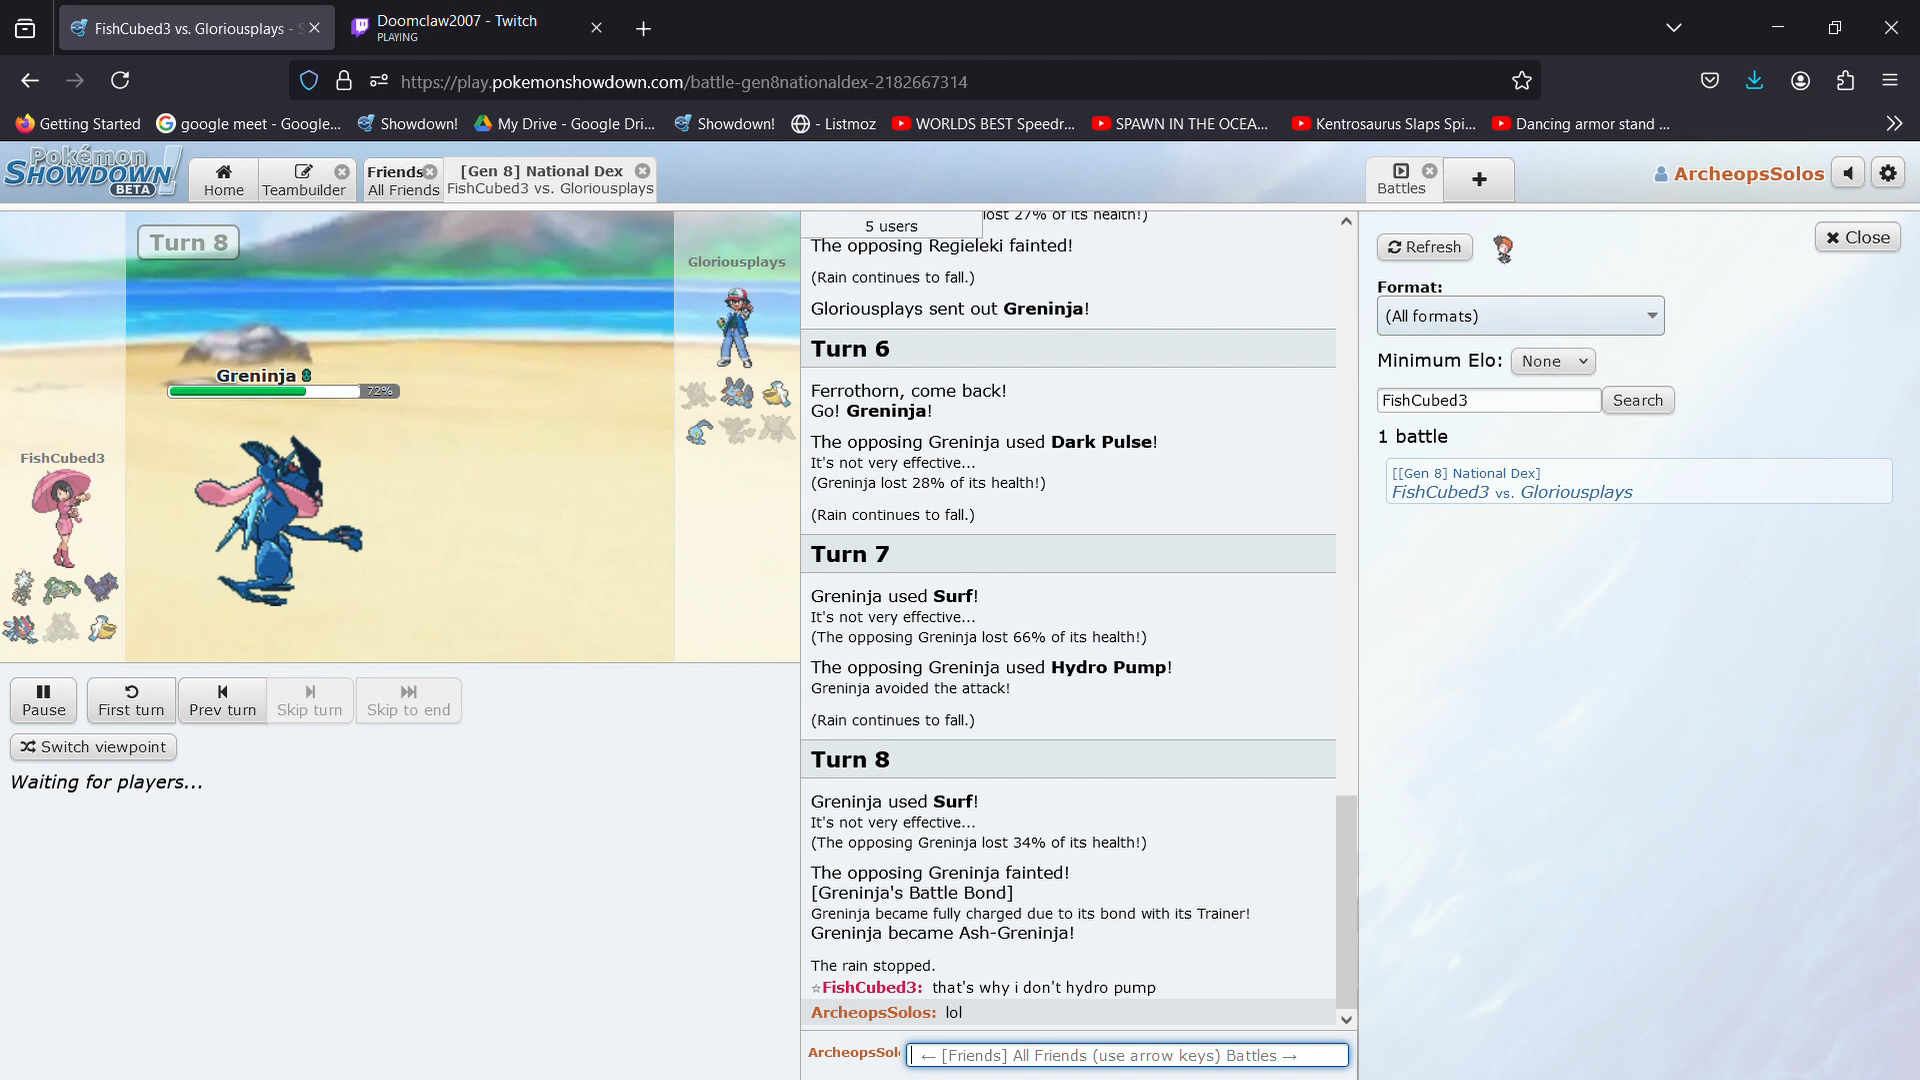 FishCubed3 vs. Gloriousplays - S
Doomclaw2007 - Twitch
PLAYING
https://play.pokemonshowdown.com/battle-gen8nationaldex-2182667314
Getting Started
google meet - Google...
Showdown!
My Drive - Google Dri...
Showdown!
- Listmoz
WORLDS BEST Speedr...
SPAWN IN THE OCEA...
Kentrosaurus Slaps Spi...
Dancing armor stand ...
Pokémon
SHOWDOWN!
BETA
Home
Teambuilder
Friends
All Friends
[Gen 8] National Dex
FishCubed3 vs. Gloriousplays
Battles
ArcheopsSolos
Turn 8
Gloriousplays
Greninja
72%
FishCubed3
Pause
First turn
Prev turn
Skip turn
Skip to end
Switch viewpoint
Waiting for players...
5 users
lost 27% of its health!)
The opposing Regieleki fainted!
(Rain continues to fall.)
Gloriousplays sent out Greninja!
Turn 6
Ferrothorn, come back!
Go! Greninja!
The opposing Greninja used Dark Pulse!
It's not very effective...
(Greninja lost 28% of its health!)
(Rain continues to fall.)
Turn 7
Greninja used Surf!
It's not very effective...
(The opposing Greninja lost 66% of its health!)
The opposing Greninja used Hydro Pump!
Greninja avoided the attack!
(Rain continues to fall.)
Turn 8
Greninja used Surf!
It's not very effective...
(The opposing Greninja lost 34% of its health!)
The opposing Greninja fainted!
[Greninja's Battle Bond]
Greninja became fully charged due to its bond with its Trainer!
Greninja became Ash-Greninja!
The rain stopped.
☆FishCubed3: that's why i don't hydro pump
ArcheopsSolos: lol
ArcheopsSol
← [Friends] All Friends (use arrow keys) Battles →
Refresh
Close
Format:
(All formats)
Minimum Elo:
None
FishCubed3
Search
1 battle
[[Gen 8] National Dex]
FishCubed3 vs. Gloriousplays